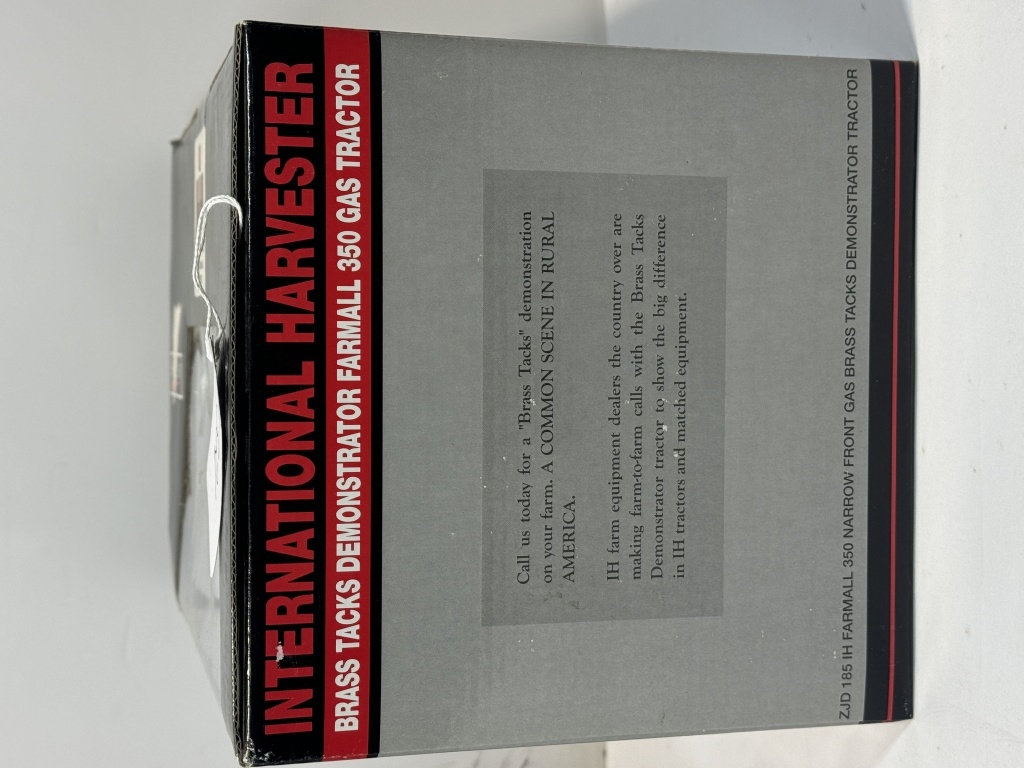 INTERNATIONAL HARVESTER
BRASS TACKS DEMONSTRATOR FARMALL 350 GAS TRACTOR
Call us today for a "Brass Tacks" demonstration
on your farm. A COMMON SCENE IN RURAL
AMERICA.
IH farm equipment dealers the country over are
making farm-to-farm calls with the Brass Tacks
Demonstrator tractor to show the big difference
in IH tractors and matched equipment.
ZJD 185 IH FARMALL 350 NARROW FRONT GAS BRASS TACKS DEMONSTRATOR TRACTOR